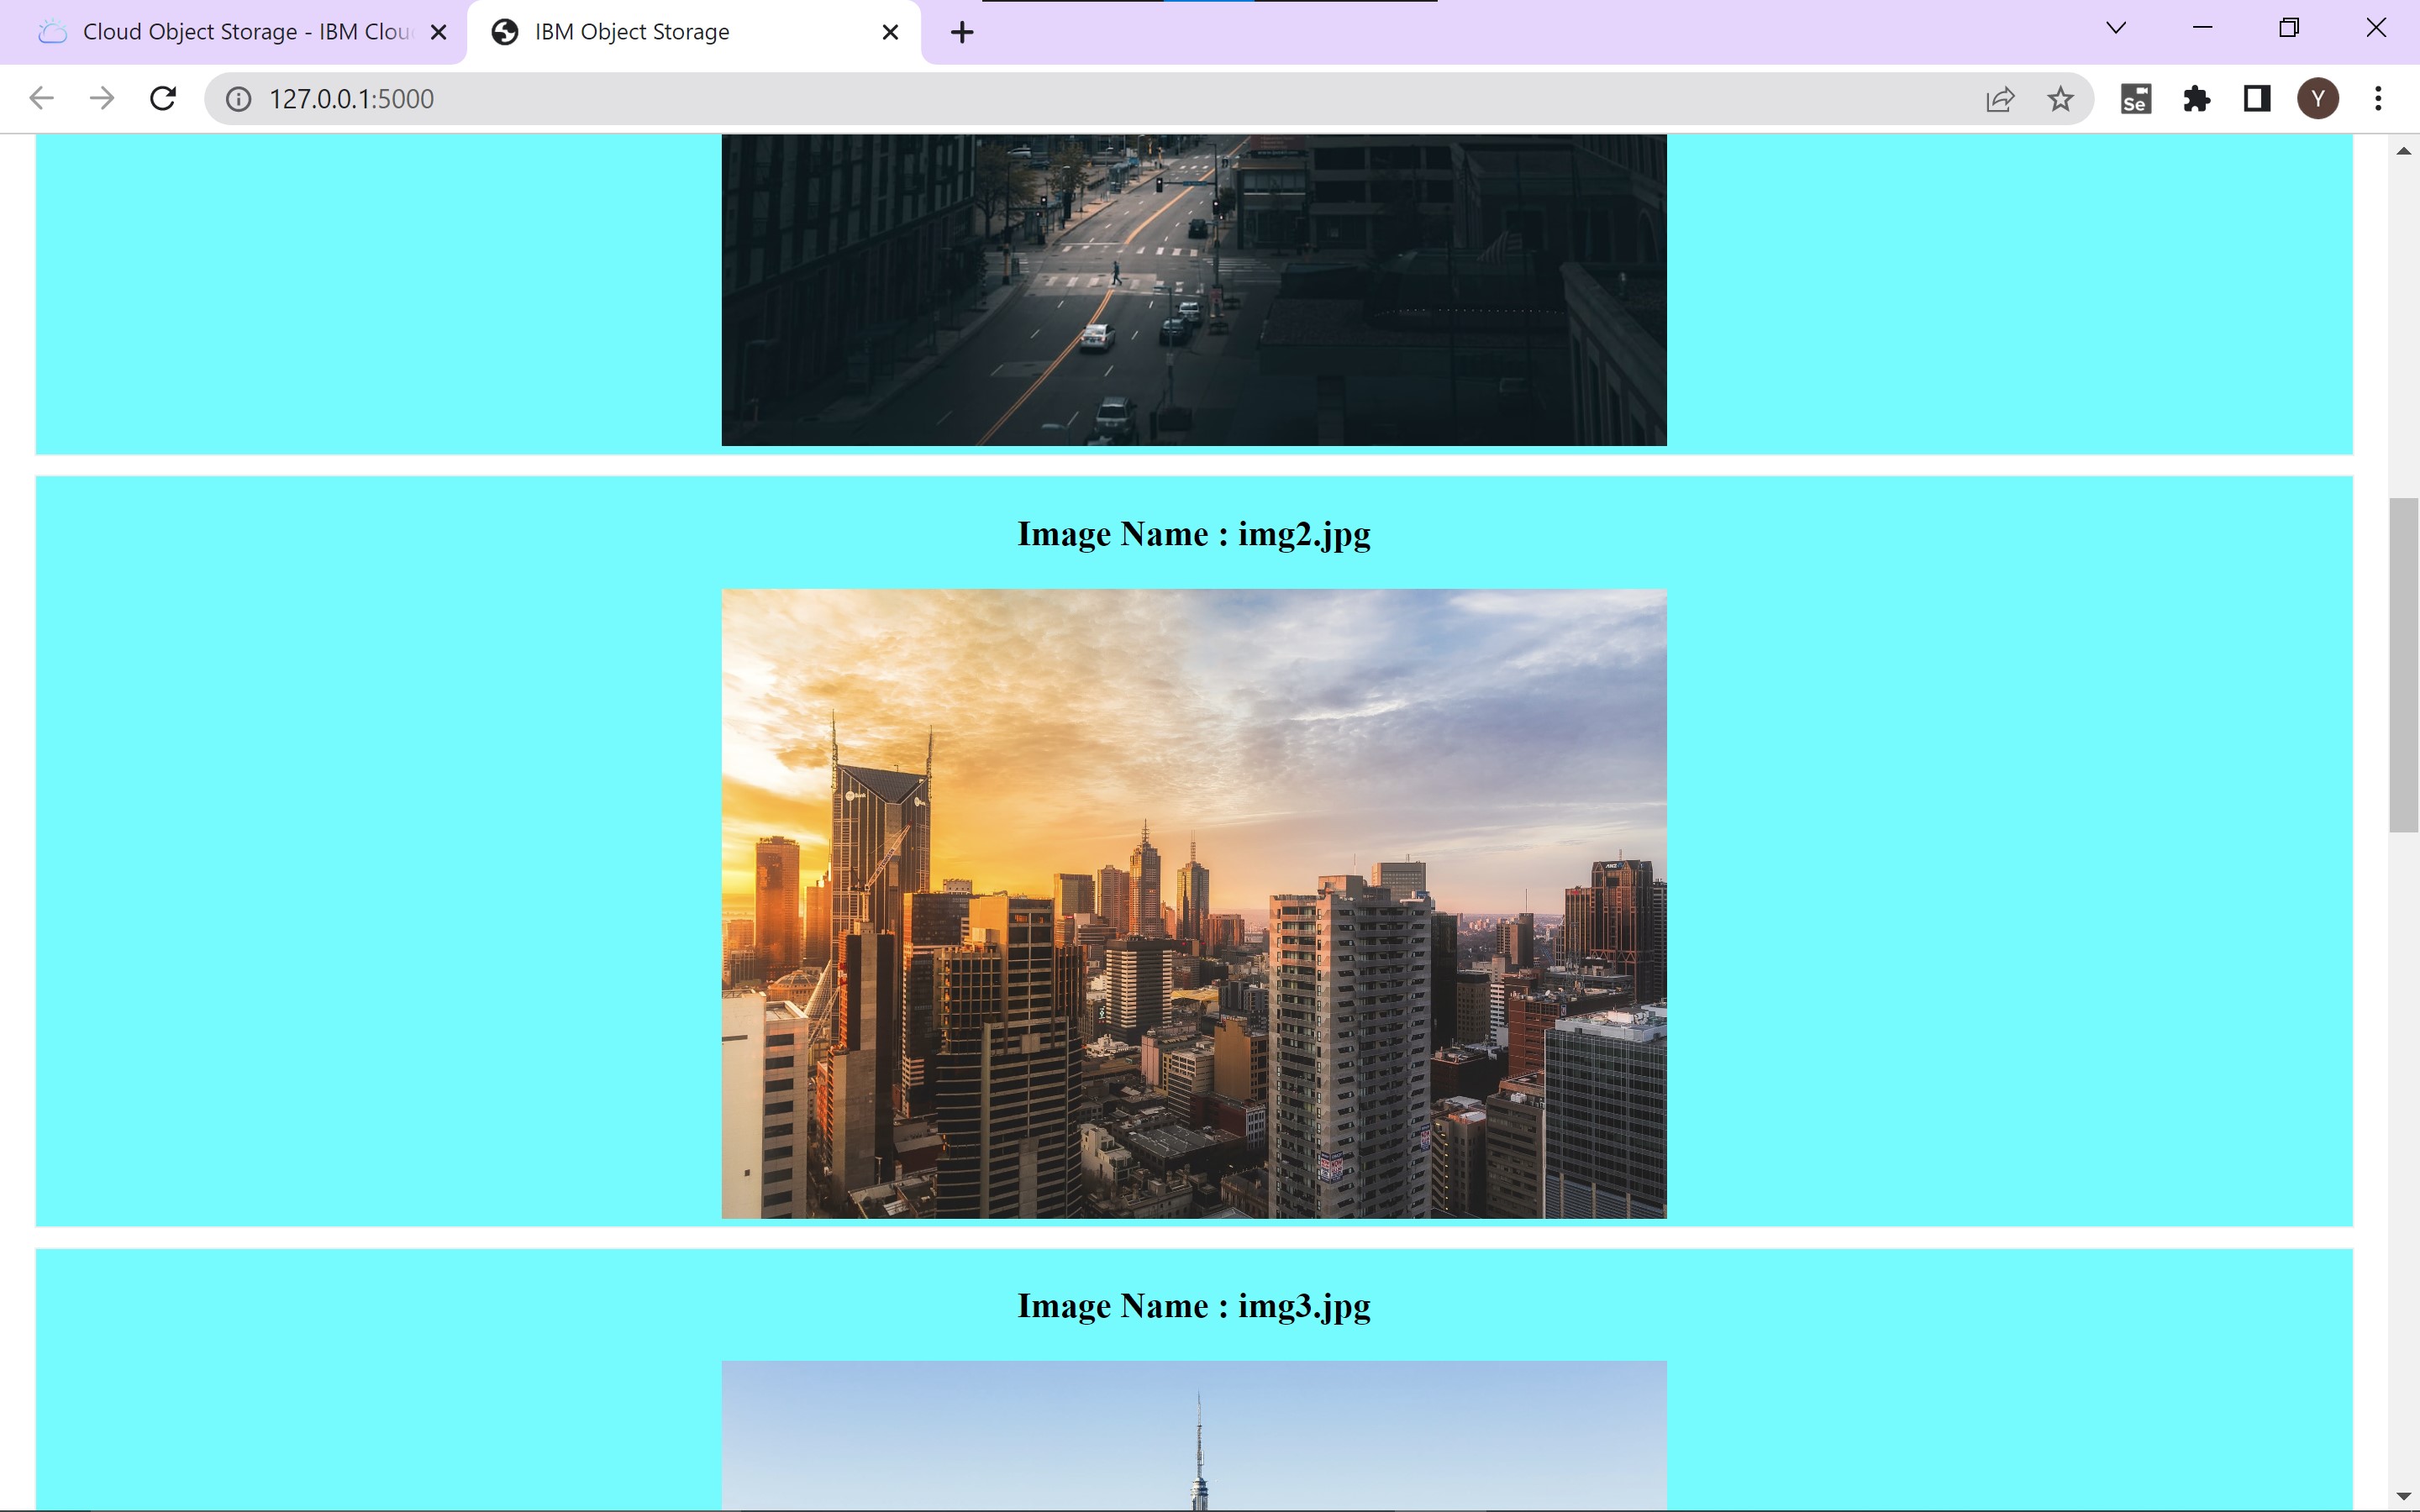 Cloud Object Storage - IBM Clou
IBM Object Storage
127.0.0.1:5000
Se
Y
Image Name : img2.jpg
Image Name : img3.jpg